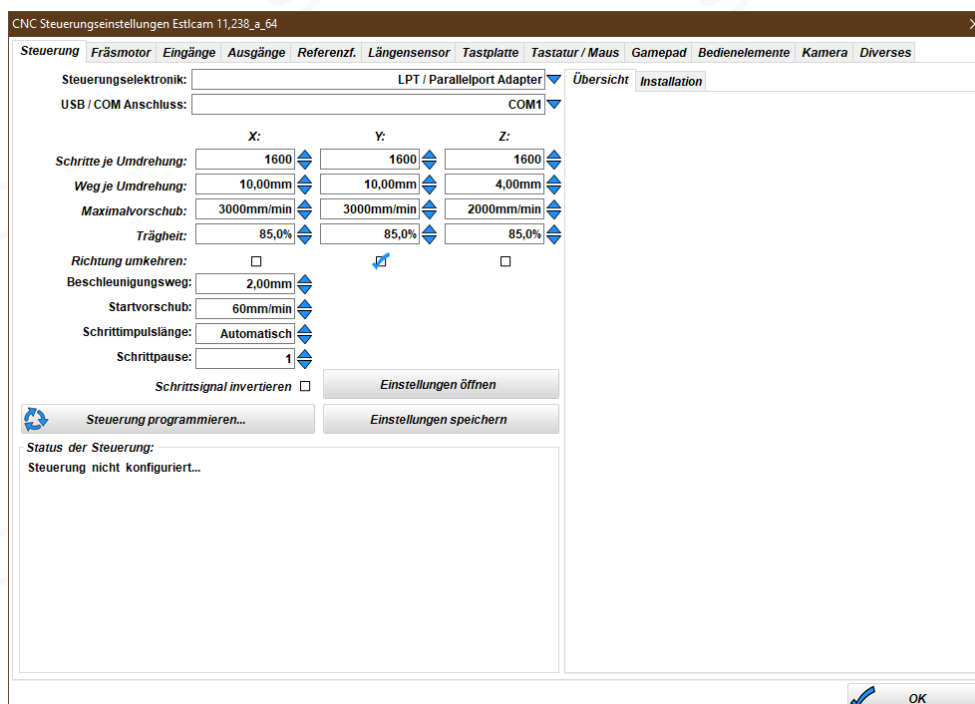 CNC Steuerungseinstellungen Estlcam 11,238_a_64
Steuerung Fräsmotor Eingänge Ausgänge Referenzf. Längensensor Tastplatte Tastatur / Maus Gamepad Bedienelemente Kamera Diverses
Steuerungselektronik: LPT / Parallelport Adapter
USB / COM Anschluss: COM1
Übersicht Installation
X: Y: Z:
Schritte je Umdrehung: 1600 1600 1600
Weg je Umdrehung: 10,00mm 10,00mm 4,00mm
Maximalvorschub: 3000mm/min 3000mm/min 2000mm/min
Trägheit: 85,0% 85,0% 85,0%
Richtung umkehren:
Beschleunigungsweg: 2,00mm
Startvorschub: 60mm/min
Schrittimpulslänge: Automatisch
Schrittpause: 1
Schrittsignal invertieren Einstellungen öffnen
Steuerung programmieren... Einstellungen speichern
Status der Steuerung:
Steuerung nicht konfiguriert...
OK